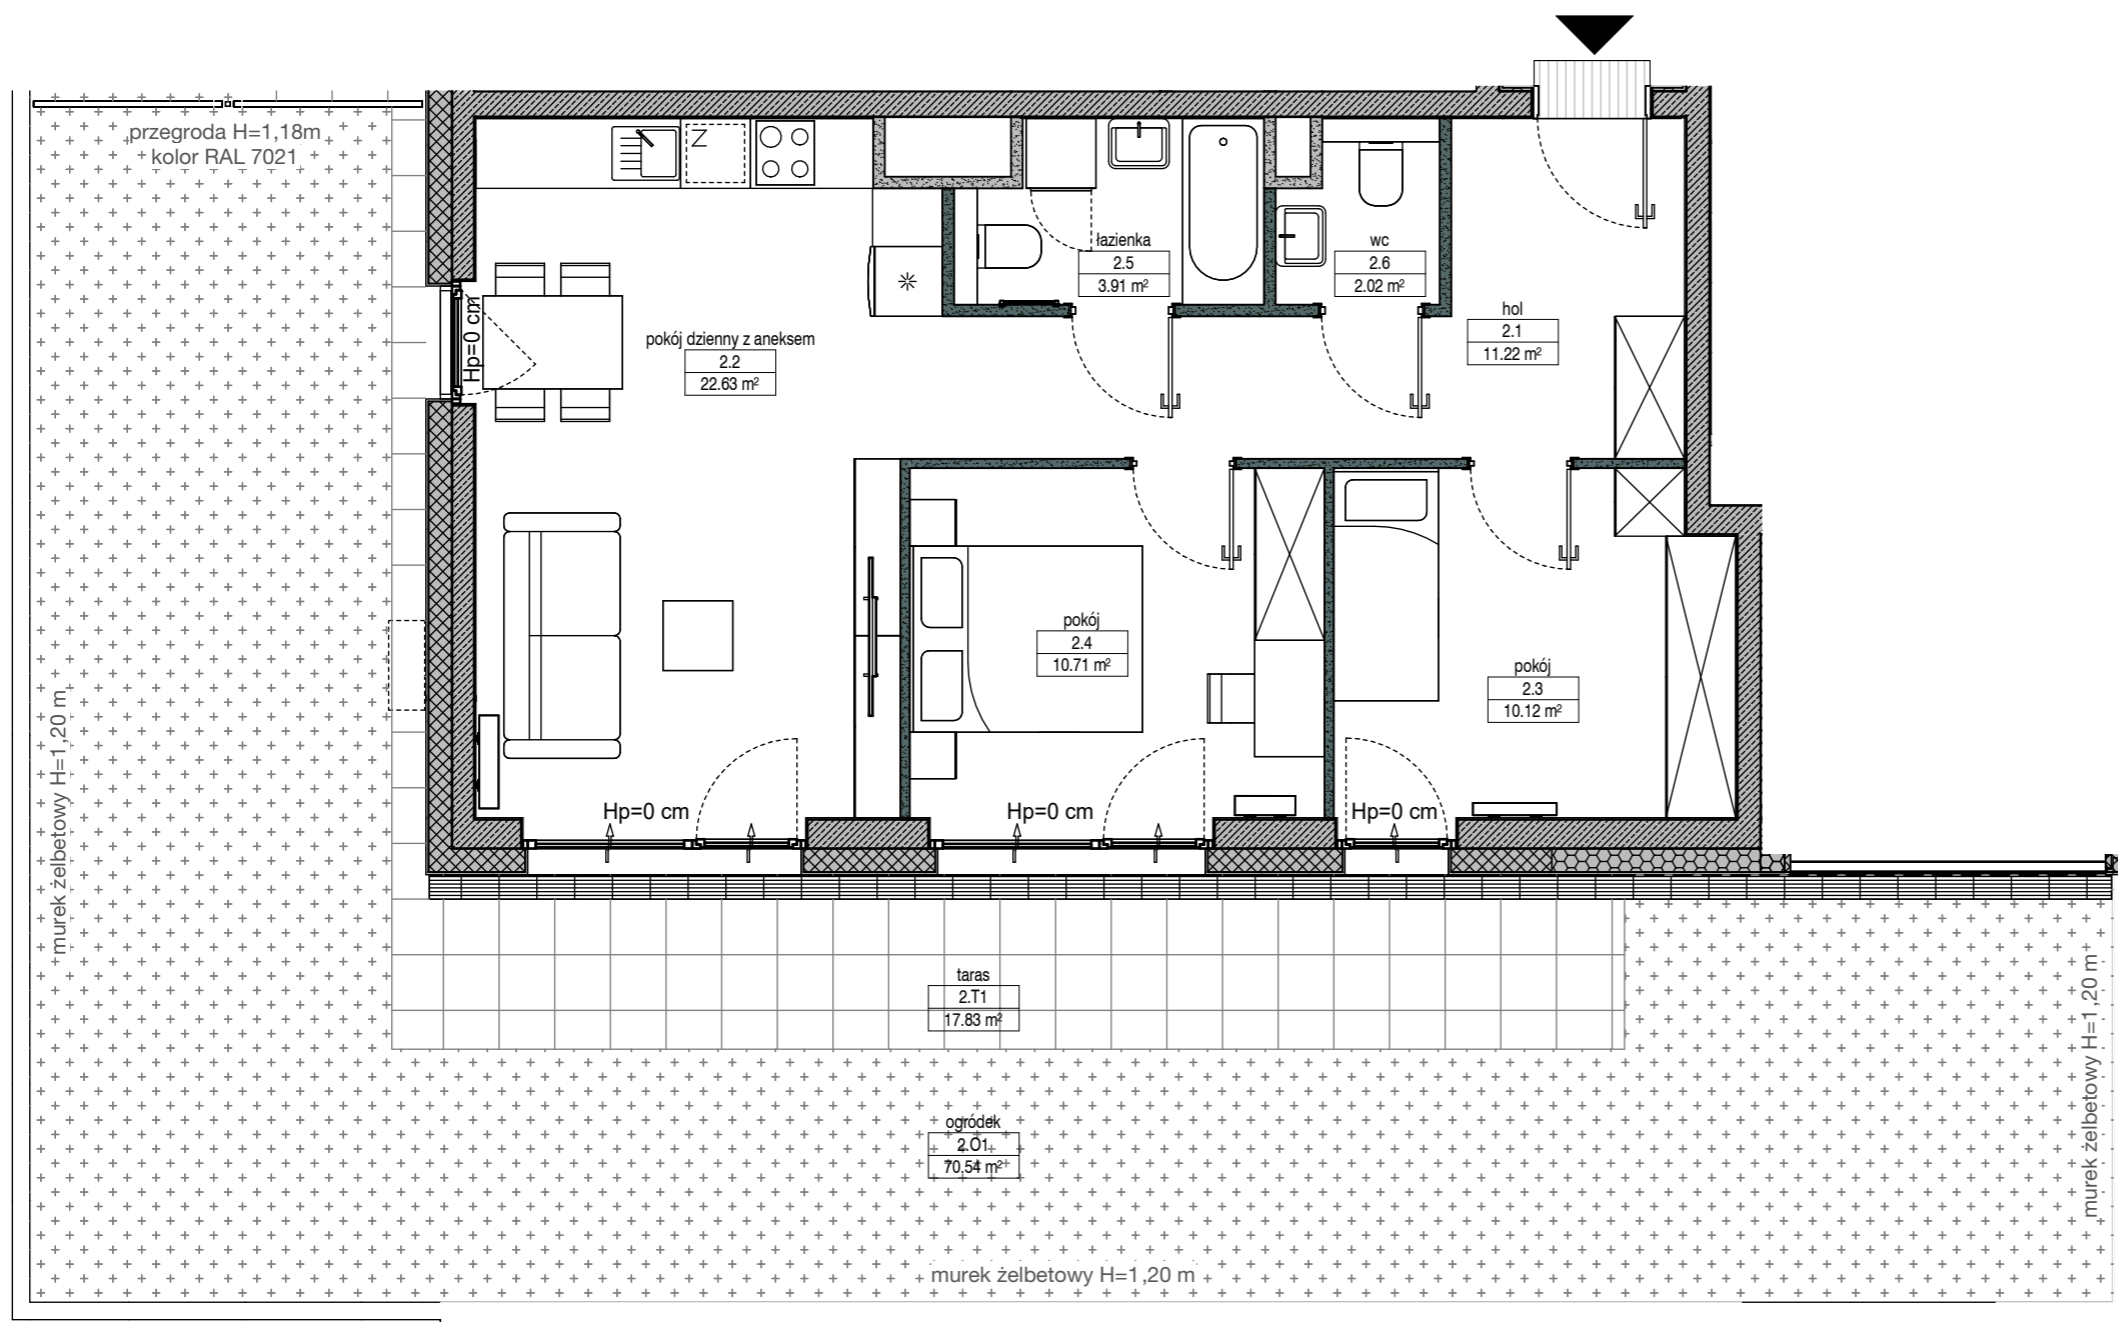 przegroda H=1,18m
kolor RAL 7021
Z
łazienka
2.5
3.91 m²
wc
2.6
2.02 m²
hol
2.1
11.22 m²
Hp=0 cm
pokój dzienny z aneksem
2.2
22.63 m²
pokój
2.4
10.71 m²
pokój
2.3
10.12 m²
murek żelbetowy H=1,20 m
Hp=0 cm
Hp=0 cm
Hp=0 cm
taras
2.T1
17.83 m²
murek żelbetowy H=1,20 m
ogródek
2.O1
70.54 m²
murek żelbetowy H=1,20 m